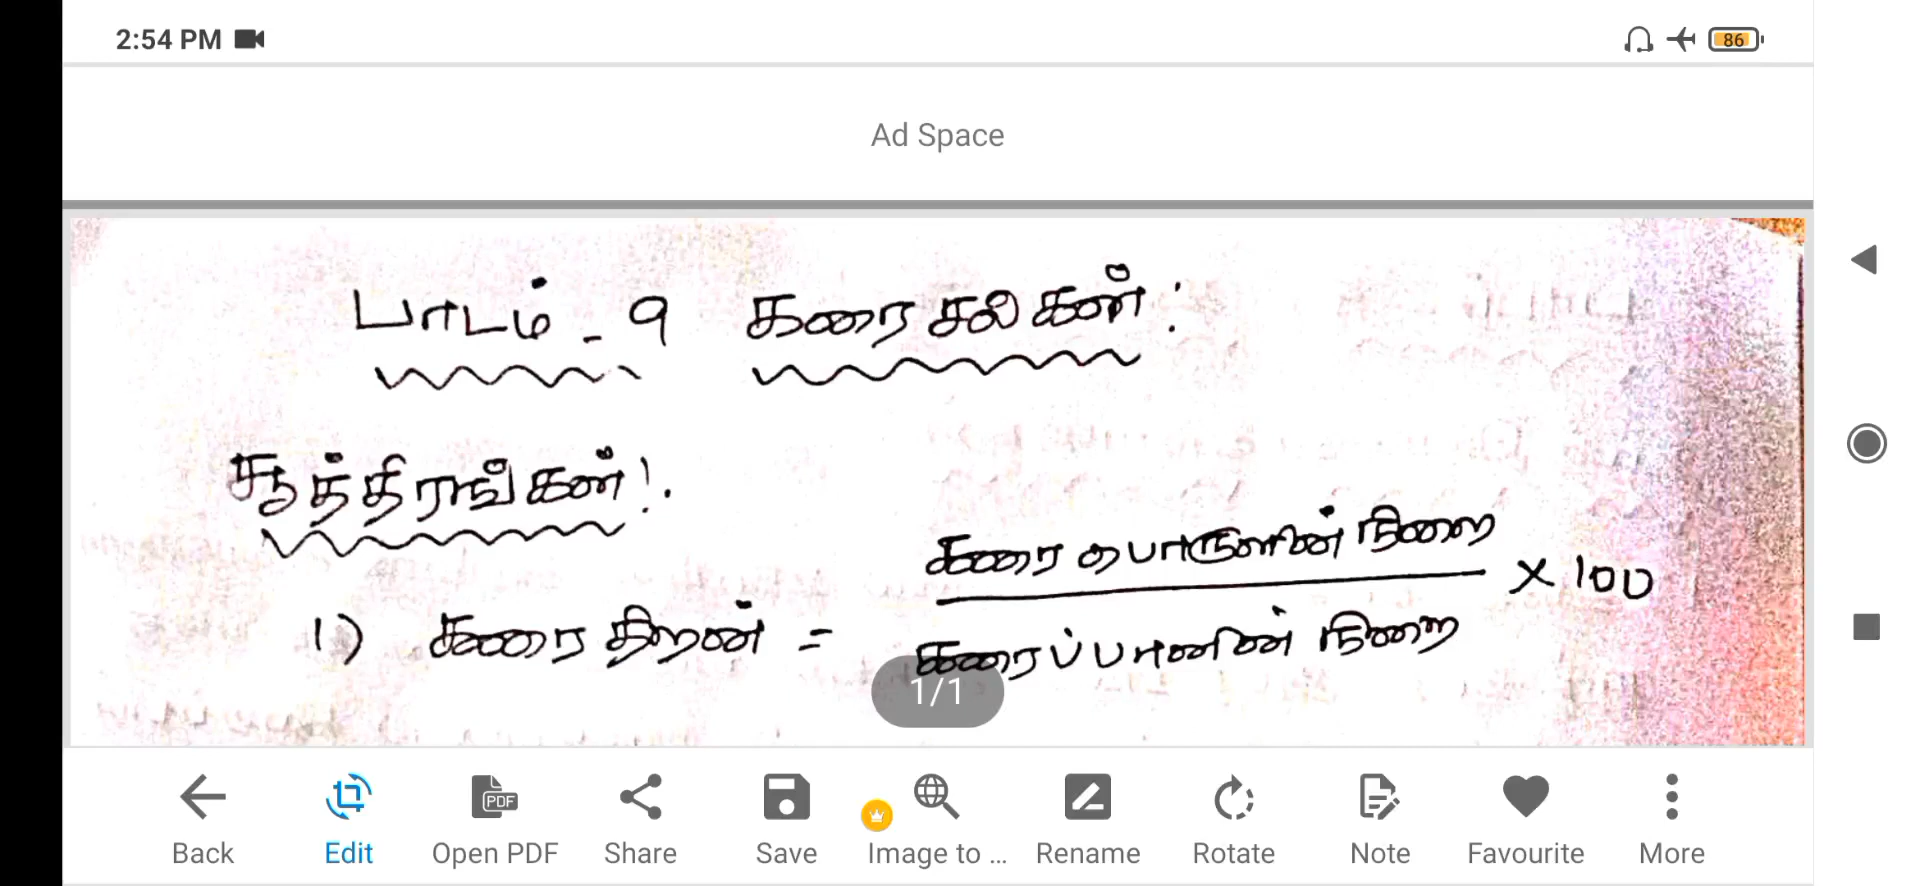 2:54 PM
86
Ad Space
பாடம் - 9 கரைசல்கள் :
சூத்திரங்கள் !.
கரை பொருளின் நிறை
1) கரை திறன் = ————— X 100
கரைப்பானின் நிறை
1/1
Back Edit Open PDF Share Save Image to ... Rename Rotate Note Favourite More
PDF